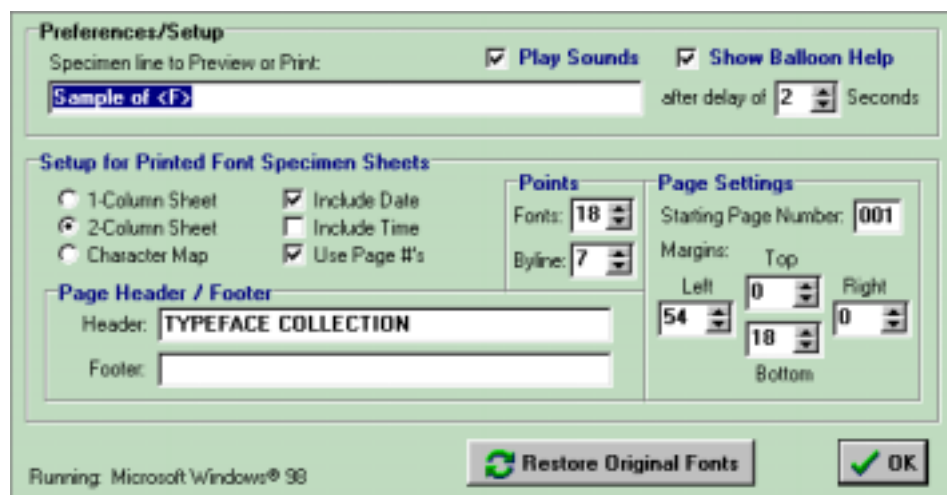 Preferences/Setup
Specimen line to Preview or Print:
Play Sounds
Show Balloon Help
Sample of <F>
after delay of 2 Seconds
Setup for Printed Font Specimen Sheets
1-Column Sheet
2-Column Sheet
Character Map
Include Date
Include Time
Use Page #'s
Points
Fonts: 18
Byline: 7
Page Settings
Starting Page Number: 001
Margins:
Top
0
Left
54
Right
0
18
Bottom
Page Header / Footer
Header: TYPEFACE COLLECTION
Footer:
Running: Microsoft Windows® 98
Restore Original Fonts
OK